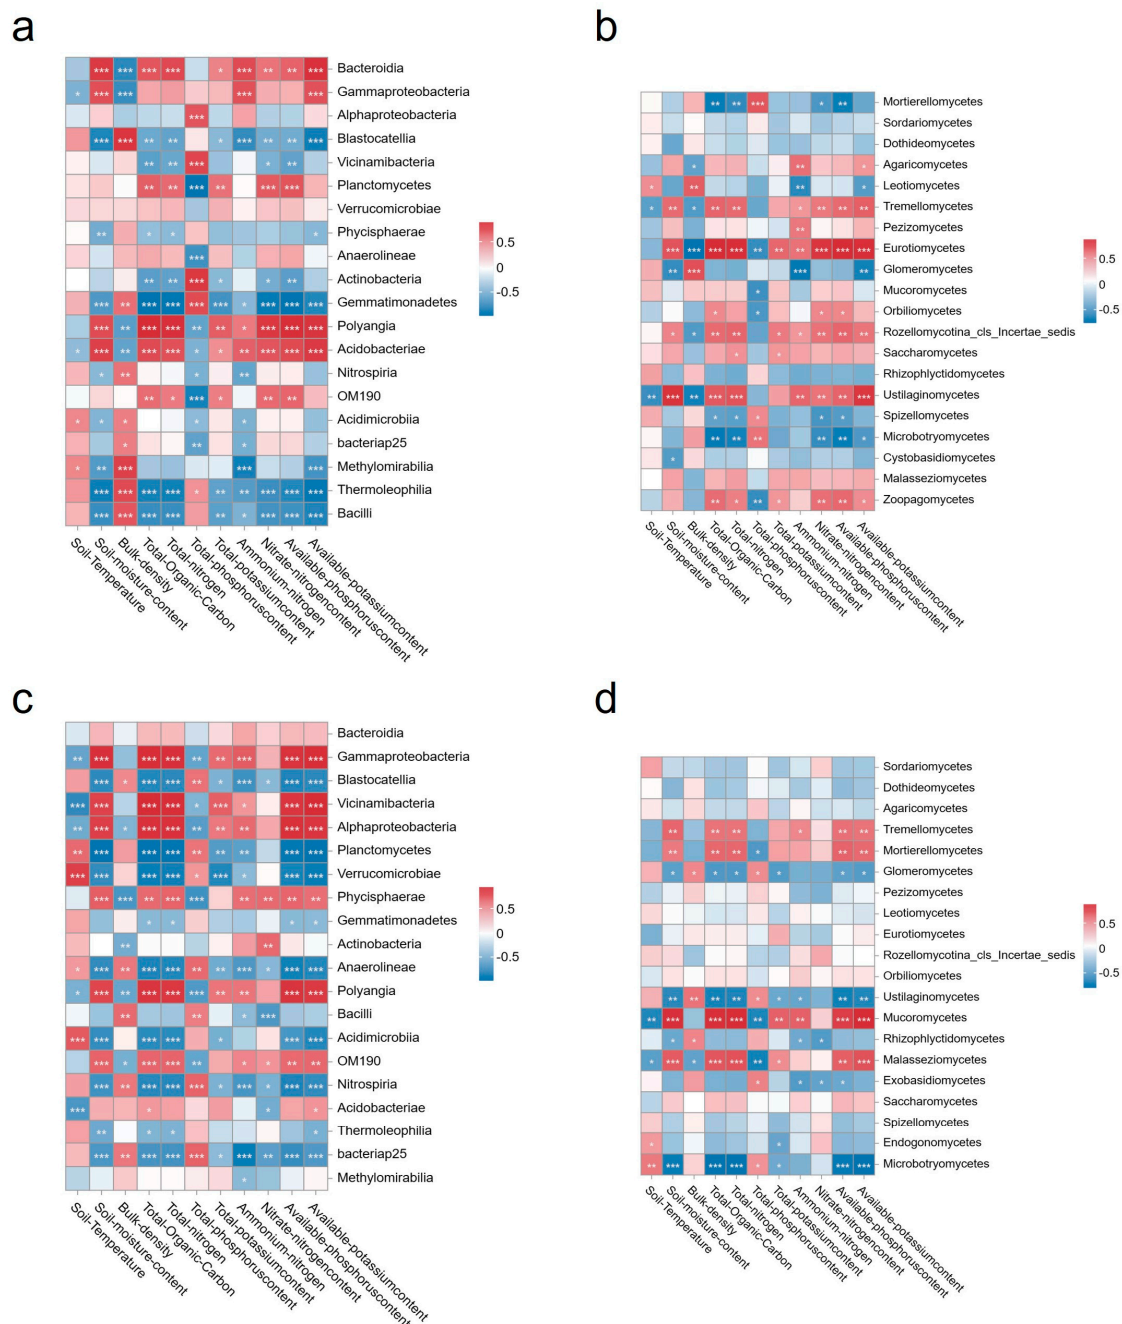 a
Bacteroidia
Gammaproteobacteria
Alphaproteobacteria
Blastocatellia
Vicinamibacteria
Planctomycetes
Verrucomicrobiae
Phycisphaerae
Anaerolineae
Actinobacteria
Gemmatimonadetes
Polyangia
Acidobacteriae
Nitrospiria
OM190
Acidimicrobiia
bacteriap25
Methylomirabilia
Thermoleophilia
Bacilli
0.5
0
-0.5
Soil-Temperature
Soil-moisture-content
Bulk-density
Total-Organic-Carbon
Total-nitrogen
Total-phosphoruscontent
Total-potassiumcontent
Ammonium-nitrogen
Nitrate-nitrogencontent
Available-phosphoruscontent
Available-potassiumcontent
b
Mortierellomycetes
Sordariomycetes
Dothideomycetes
Agaricomycetes
Leotiomycetes
Tremellomycetes
Pezizomycetes
Eurotiomycetes
Glomeromycetes
Mucoromycetes
Orbiliomycetes
Rozellomycotina_cls_Incertae_sedis
Saccharomycetes
Rhizophlyctidomycetes
Ustilaginomycetes
Spizellomycetes
Microbotryomycetes
Cystobasidiomycetes
Malasseziomycetes
Zoopagomycetes
0.5
0
-0.5
Soil-Temperature
Soil-moisture-content
Bulk-density
Total-Organic-Carbon
Total-nitrogen
Total-phosphoruscontent
Total-potassiumcontent
Ammonium-nitrogen
Nitrate-nitrogencontent
Available-phosphoruscontent
Available-potassiumcontent
c
Bacteroidia
Gammaproteobacteria
Blastocatellia
Vicinamibacteria
Alphaproteobacteria
Planctomycetes
Verrucomicrobiae
Phycisphaerae
Gemmatimonadetes
Actinobacteria
Anaerolineae
Polyangia
Bacilli
Acidimicrobiia
OM190
Nitrospiria
Acidobacteriae
Thermoleophilia
bacteriap25
Methylomirabilia
0.5
0
-0.5
Soil-Temperature
Soil-moisture-content
Bulk-density
Total-Organic-Carbon
Total-nitrogen
Total-phosphoruscontent
Total-potassiumcontent
Ammonium-nitrogen
Nitrate-nitrogencontent
Available-phosphoruscontent
Available-potassiumcontent
d
Sordariomycetes
Dothideomycetes
Agaricomycetes
Tremellomycetes
Mortierellomycetes
Glomeromycetes
Pezizomycetes
Leotiomycetes
Eurotiomycetes
Rozellomycotina_cls_Incertae_sedis
Orbiliomycetes
Ustilaginomycetes
Mucoromycetes
Rhizophlyctidomycetes
Malasseziomycetes
Exobasidiomycetes
Saccharomycetes
Spizellomycetes
Endogonomycetes
Microbotryomycetes
0.5
0
-0.5
Soil-Temperature
Soil-moisture-content
Bulk-density
Total-Organic-Carbon
Total-nitrogen
Total-phosphoruscontent
Total-potassiumcontent
Ammonium-nitrogen
Nitrate-nitrogencontent
Available-phosphoruscontent
Available-potassiumcontent